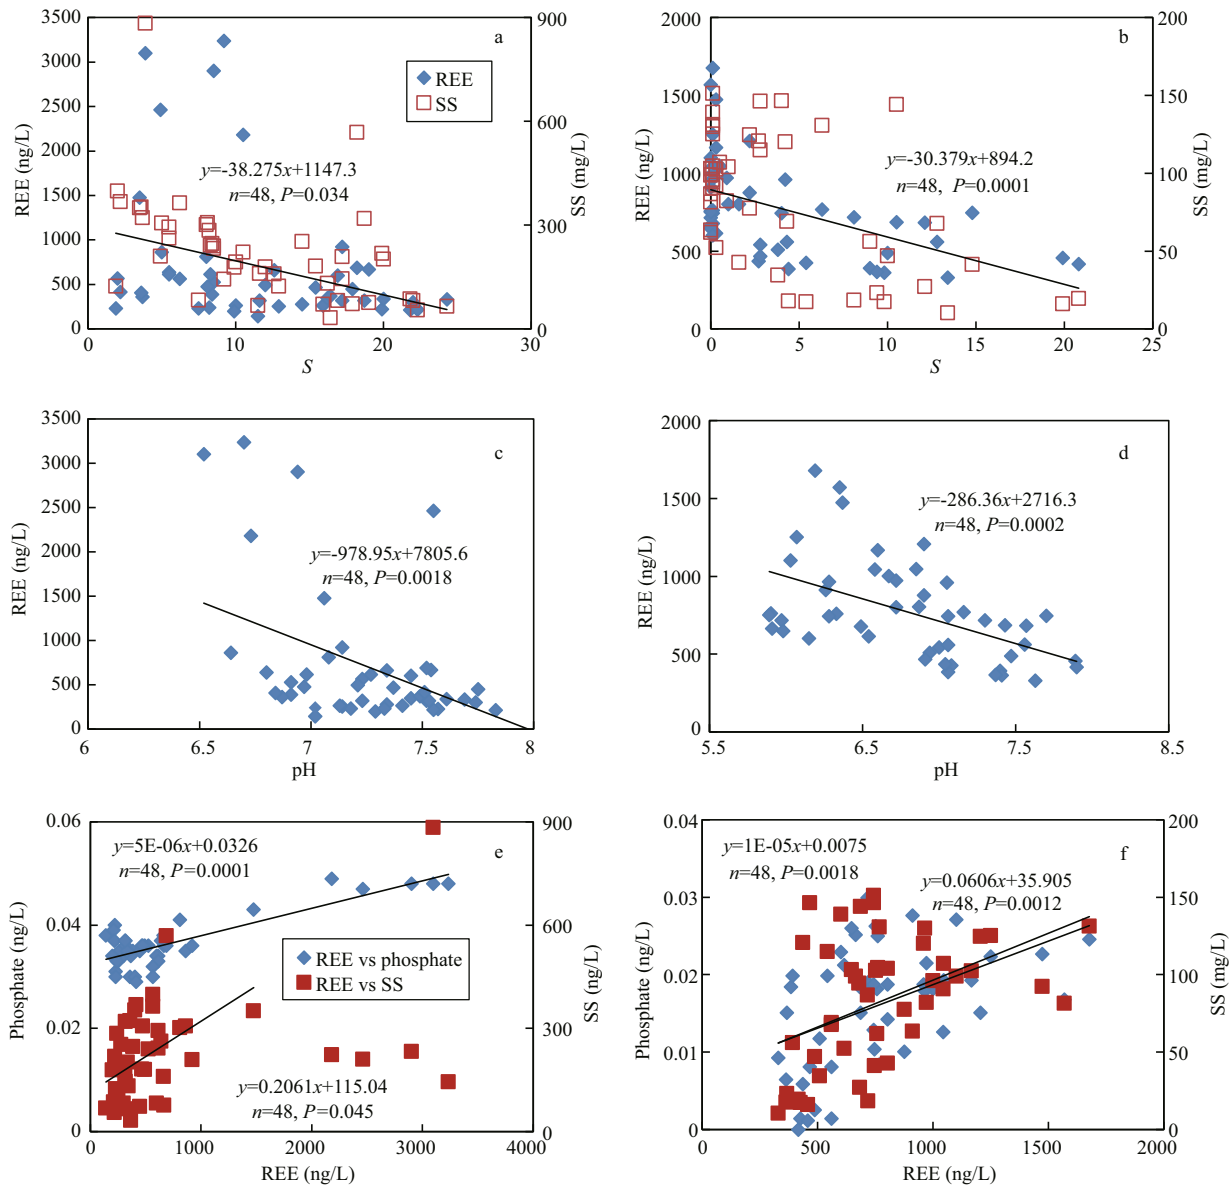 3500
3000
2500
2000
1500
1000
500
0
REE (ng/L)
a
REE
SS
y=-38.275x+1147.3
n=48, P=0.034
900
600
300
0
SS (mg/L)
0
10
20
30
S
2000
1500
1000
500
0
REE (ng/L)
b
y=-30.379x+894.2
n=48, P=0.0001
200
150
100
50
0
SS (mg/L)
0
5
10
15
20
25
S
3500
3000
2500
2000
1500
1000
500
0
REE (ng/L)
c
y=-978.95x+7805.6
n=48, P=0.0018
6
6.5
7
7.5
8
pH
2000
1500
1000
500
0
REE (ng/L)
d
y=-286.36x+2716.3
n=48, P=0.0002
5.5
6.5
7.5
8.5
pH
0.06
0.04
0.02
0
Phosphate (ng/L)
y=5E-06x+0.0326
n=48, P=0.0001
e
REE vs phosphate
REE vs SS
y=0.2061x+115.04
n=48, P=0.045
900
600
300
0
SS (ng/L)
0
1000
2000
3000
4000
REE (ng/L)
0.04
0.03
0.02
0.01
0
Phosphate (ng/L)
y=1E-05x+0.0075
n=48, P=0.0018
f
y=0.0606x+35.905
n=48, P=0.0012
200
150
100
50
0
SS (mg/L)
0
500
1000
1500
2000
REE (ng/L)